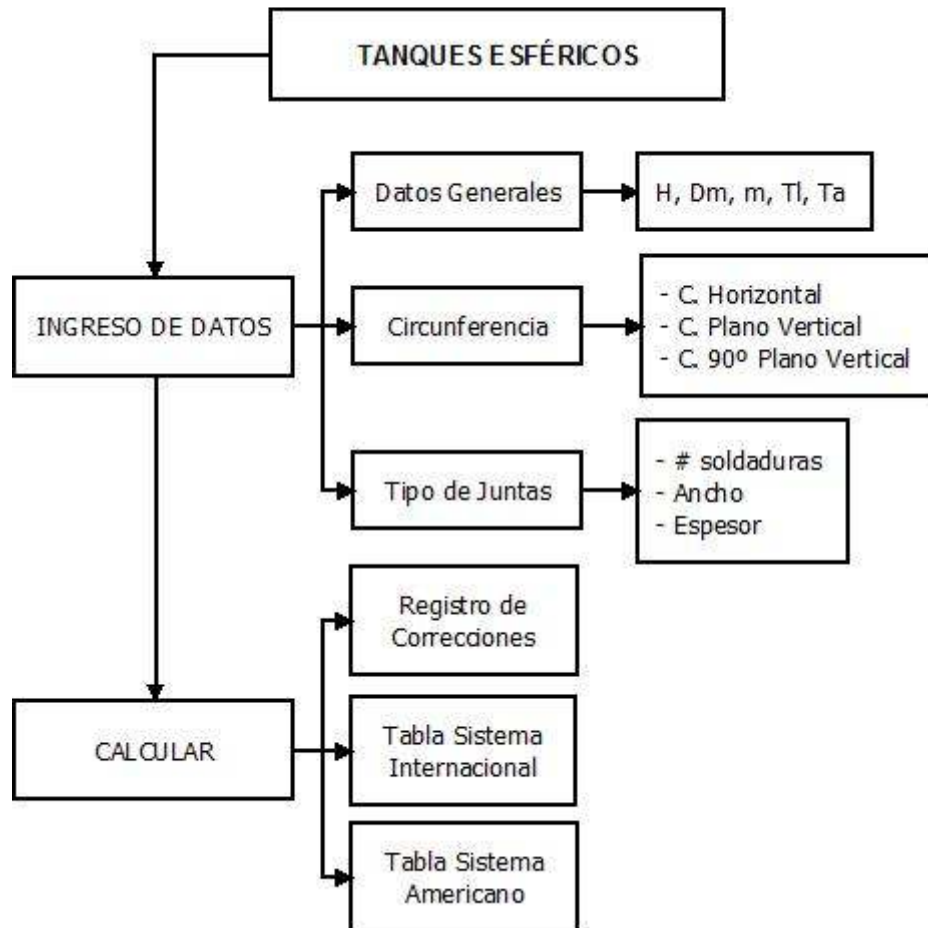 TANQUES ESFÉRICOS
Datos Generales
H, Dm, m, Tl, Ta
INGRESO DE DATOS
Circunferencia
- C. Horizontal
- C. Plano Vertical
- C. 90º Plano Vertical
Tipo de Juntas
- # soldaduras
- Ancho
- Espesor
Registro de
Correcciones
CALCULAR
Tabla Sistema
Internacional
Tabla Sistema
Americano